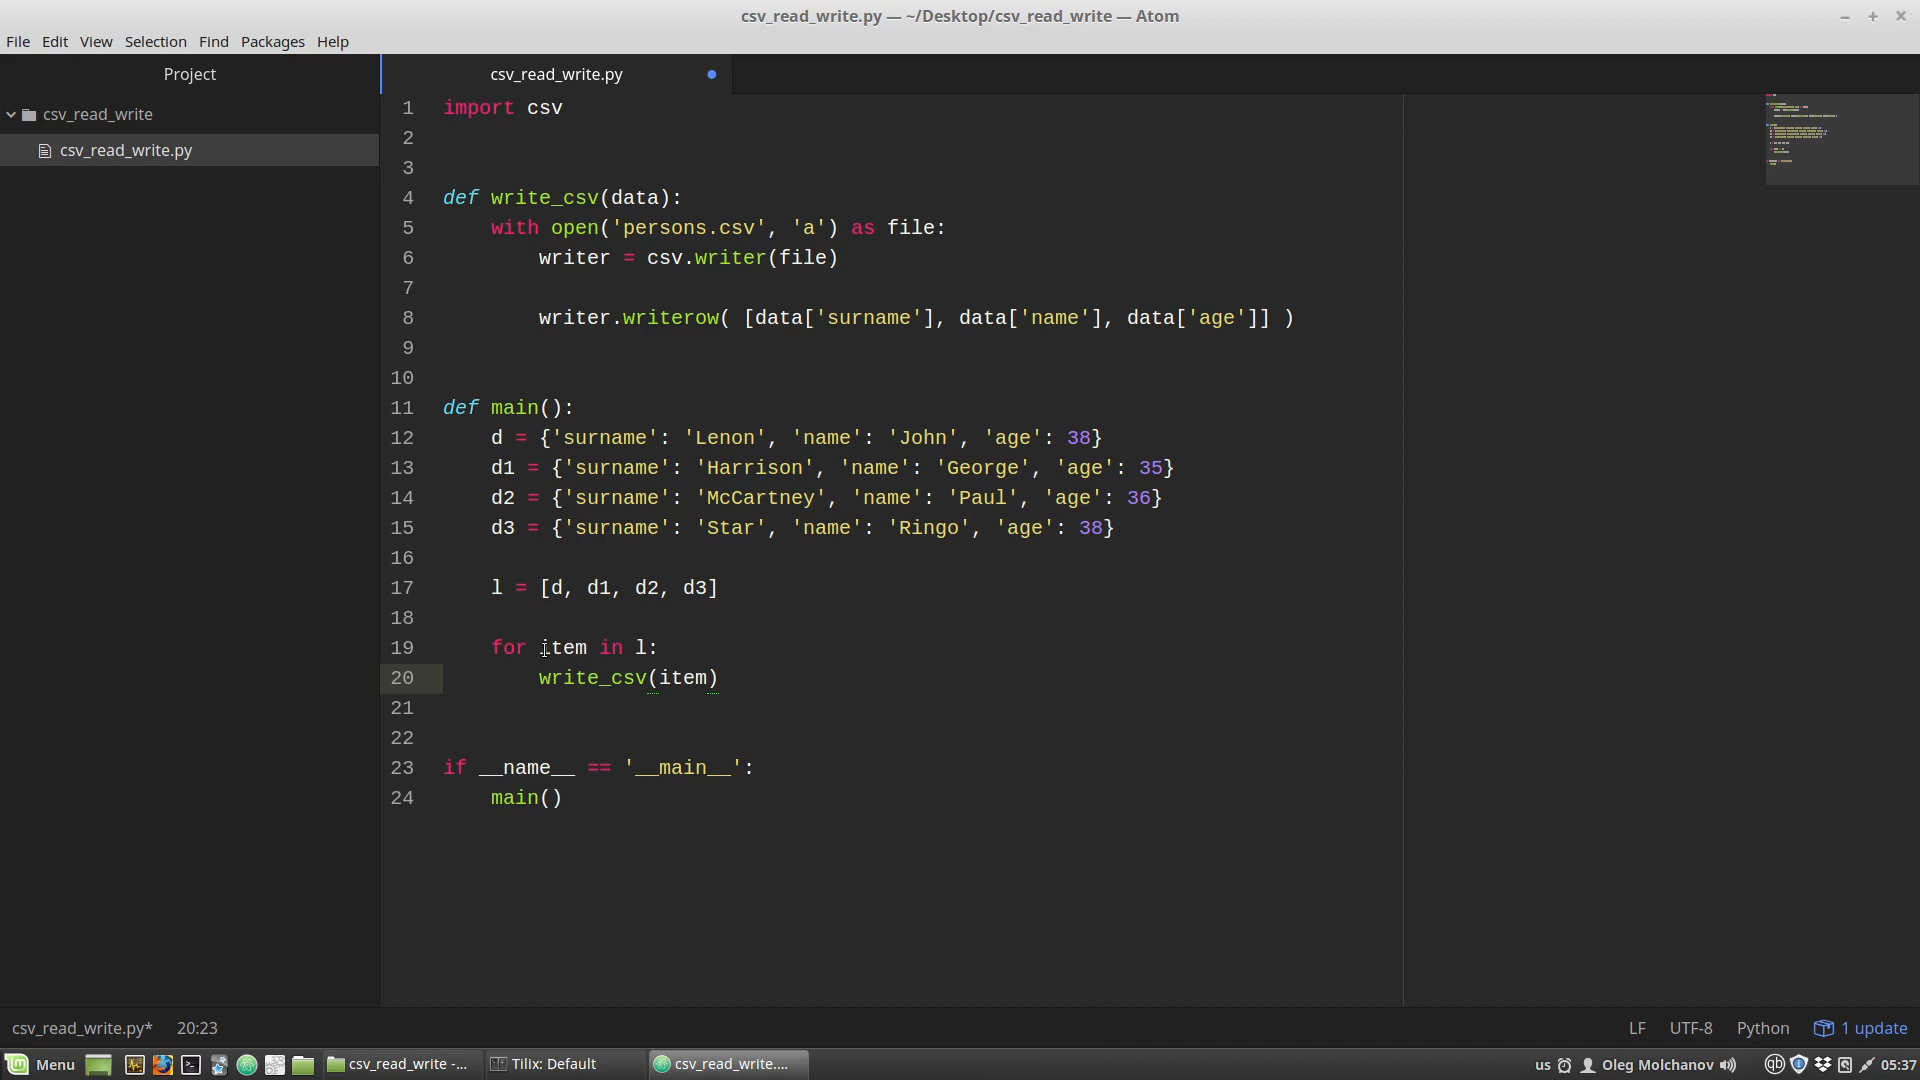 csv_read_write.py — ~/Desktop/csv_read_write — Atom
File Edit View Selection Find Packages Help
Project
csv_read_write.py
csv_read_write
csv_read_write.py
1 import csv
2
3
4 def write_csv(data):
5     with open('persons.csv', 'a') as file:
6         writer = csv.writer(file)
7
8         writer.writerow( [data['surname'], data['name'], data['age']] )
9
10
11 def main():
12     d = {'surname': 'Lenon', 'name': 'John', 'age': 38}
13     d1 = {'surname': 'Harrison', 'name': 'George', 'age': 35}
14     d2 = {'surname': 'McCartney', 'name': 'Paul', 'age': 36}
15     d3 = {'surname': 'Star', 'name': 'Ringo', 'age': 38}
16
17     l = [d, d1, d2, d3]
18
19     for item in l:
20         write_csv(item)
21
22
23 if __name__ == '__main__':
24     main()
csv_read_write.py* 20:23 LF UTF-8 Python 1 update
Menu csv_read_write -... Tilix: Default csv_read_write.... us Oleg Molchanov qb 05:37